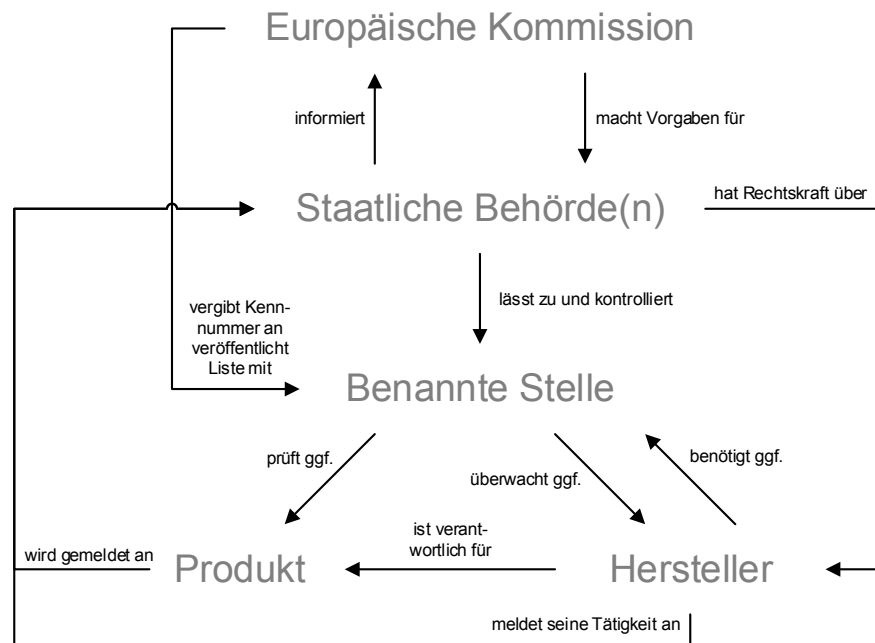 Europäische Kommission
informiert
macht Vorgaben für
Staatliche Behörde(n)
hat Rechtskraft über
lässt zu und kontrolliert
vergibt Kenn-
nummer an
veröffentlicht
Liste mit
Benannte Stelle
prüft ggf.
überwacht ggf.
benötigt ggf.
ist verant-
wortlich für
wird gemeldet an
Produkt
Hersteller
meldet seine Tätigkeit an